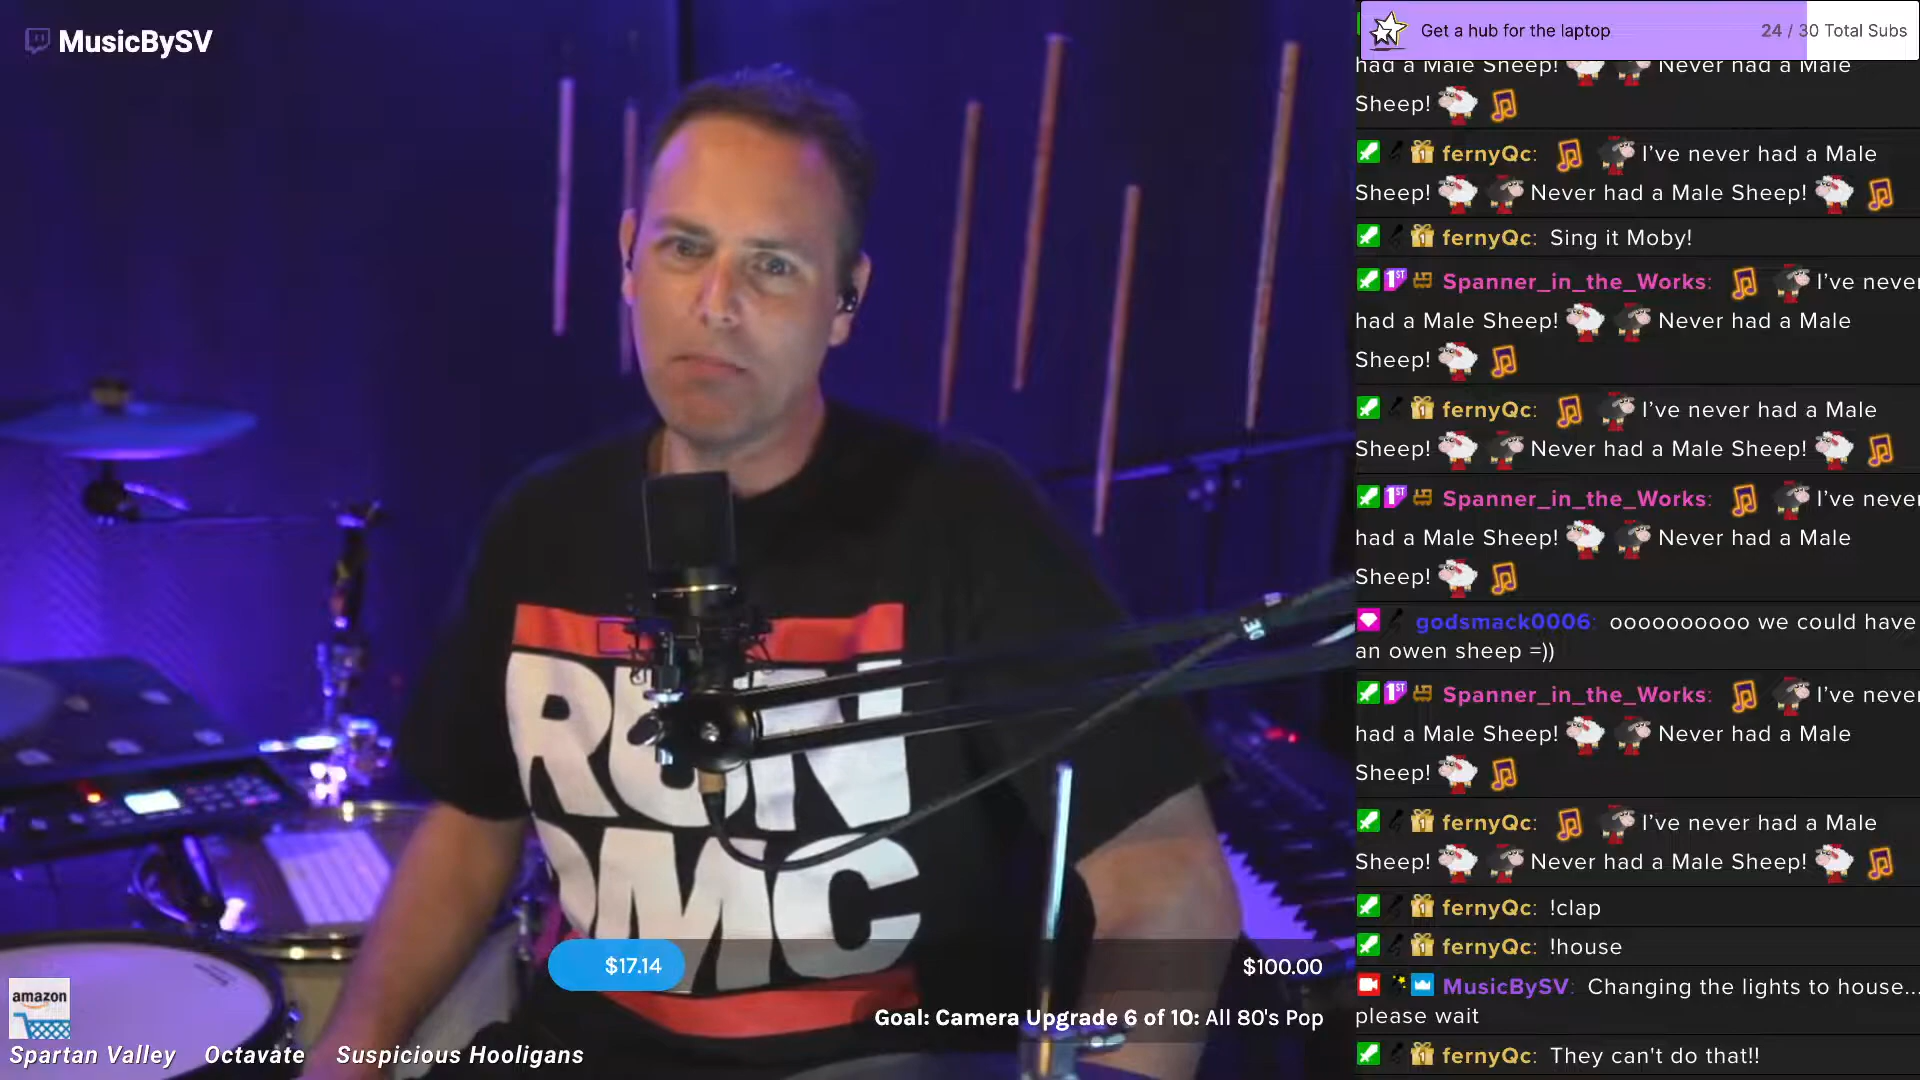 MusicBySV
Get a hub for the laptop
24 / 30 Total Subs
had a Male Sheep! Never had a Male
Sheep!
fernyQc: I've never had a Male
Sheep! Never had a Male Sheep!
fernyQc: Sing it Moby!
Spanner_in_the_Works: I've never
had a Male Sheep! Never had a Male
Sheep!
fernyQc: I've never had a Male
Sheep! Never had a Male Sheep!
Spanner_in_the_Works: I've never
had a Male Sheep! Never had a Male
Sheep!
godsmack0006: oooooooooo we could have
an owen sheep =))
Spanner_in_the_Works: I've never
had a Male Sheep! Never had a Male
Sheep!
fernyQc: I've never had a Male
Sheep! Never had a Male Sheep!
fernyQc: !clap
fernyQc: !house
MusicBySV: Changing the lights to house...
please wait
fernyQc: They can't do that!!
RUN
DMC
$17.14
$100.00
Goal: Camera Upgrade 6 of 10: All 80's Pop
amazon
Spartan Valley Octavate Suspicious Hooligans